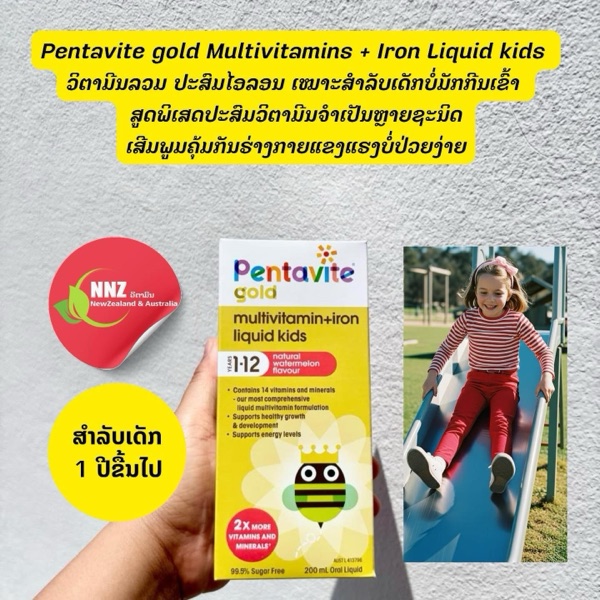 Pentavite gold Multivitamins + Iron Liquid kids
ວິຕາມິນລວມ ປະສົມໄອລອນ ເໝາະສຳລັບເດັກບໍ່ມັກກິນເຂົ້າ
ສູດພິເສດປະສົມວິຕາມິນຈຳເປັນຫຼາຍຊະນິດ
ເສີມພູມຄຸ້ມກັນຮ່າງກາຍແຂງແຮງບໍ່ປ່ວຍງ່າຍ
NNZ ວິຕາມິນ
NewZealand & Australia
ສຳລັບເດັກ
1 ປີຂຶ້ນໄປ
Pentavite
gold
multivitamin+iron
liquid kids
YEARS 1-12
natural
watermelon
flavour
• Contains 14 vitamins and minerals
- our most comprehensive
liquid multivitamin formulation
• Supports healthy growth
& development
• Supports energy levels
2X MORE
VITAMINS AND
MINERALS
99.5% Sugar Free
200 mL Oral Liquid